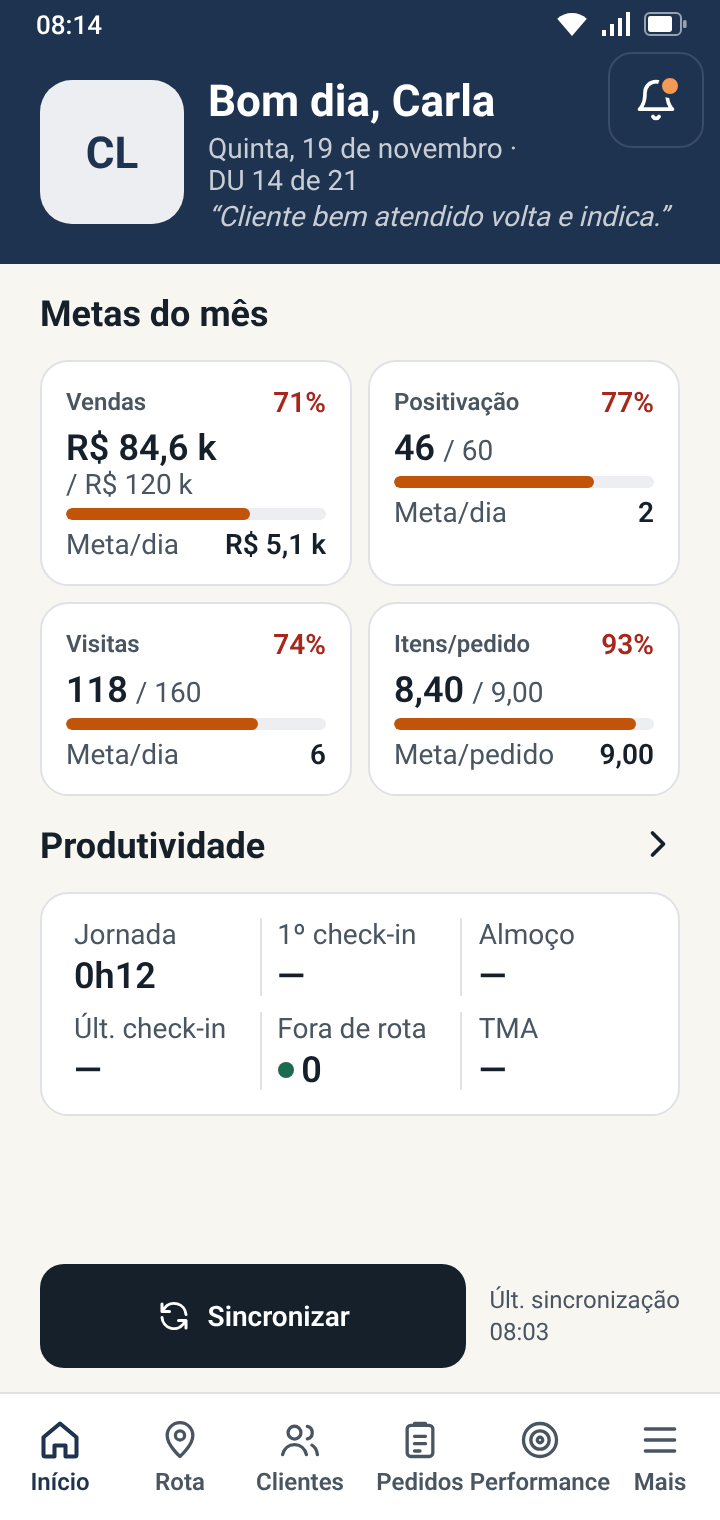 08:14
CL
Bom dia, Carla
Quinta, 19 de novembro ·
DU 14 de 21
“Cliente bem atendido volta e indica.”
Metas do mês
Vendas 71%
R$ 84,6 k
/ R$ 120 k
Meta/dia R$ 5,1 k
Positivação 77%
46 / 60
Meta/dia 2
Visitas 74%
118 / 160
Meta/dia 6
Itens/pedido 93%
8,40 / 9,00
Meta/pedido 9,00
Produtividade
Jornada
0h12
1º check-in
—
Almoço
—
Últ. check-in
—
Fora de rota
0
TMA
—
Sincronizar
Últ. sincronização
08:03
Início
Rota
Clientes
Pedidos
Performance
Mais